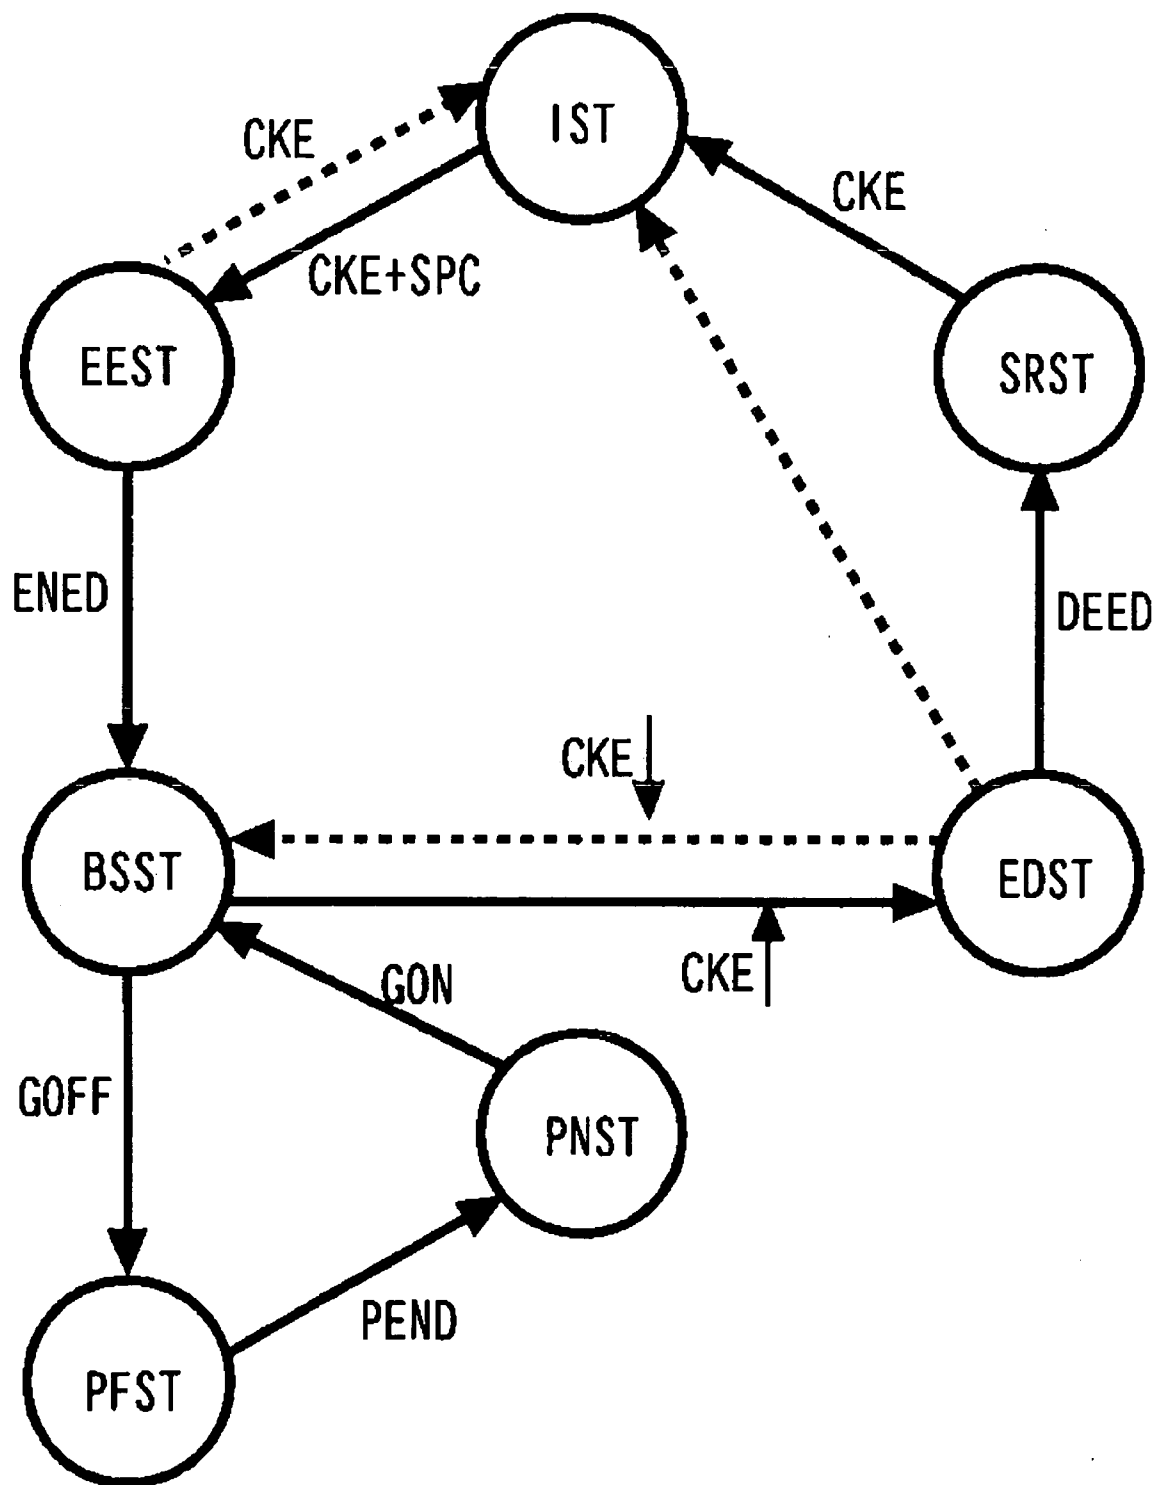 IST
CKE
CKE
CKE+SPC
EEST
SRST
ENED
DEED
CKE↓
BSST
EDST
CKE↑
GON
GOFF
PNST
PEND
PFST